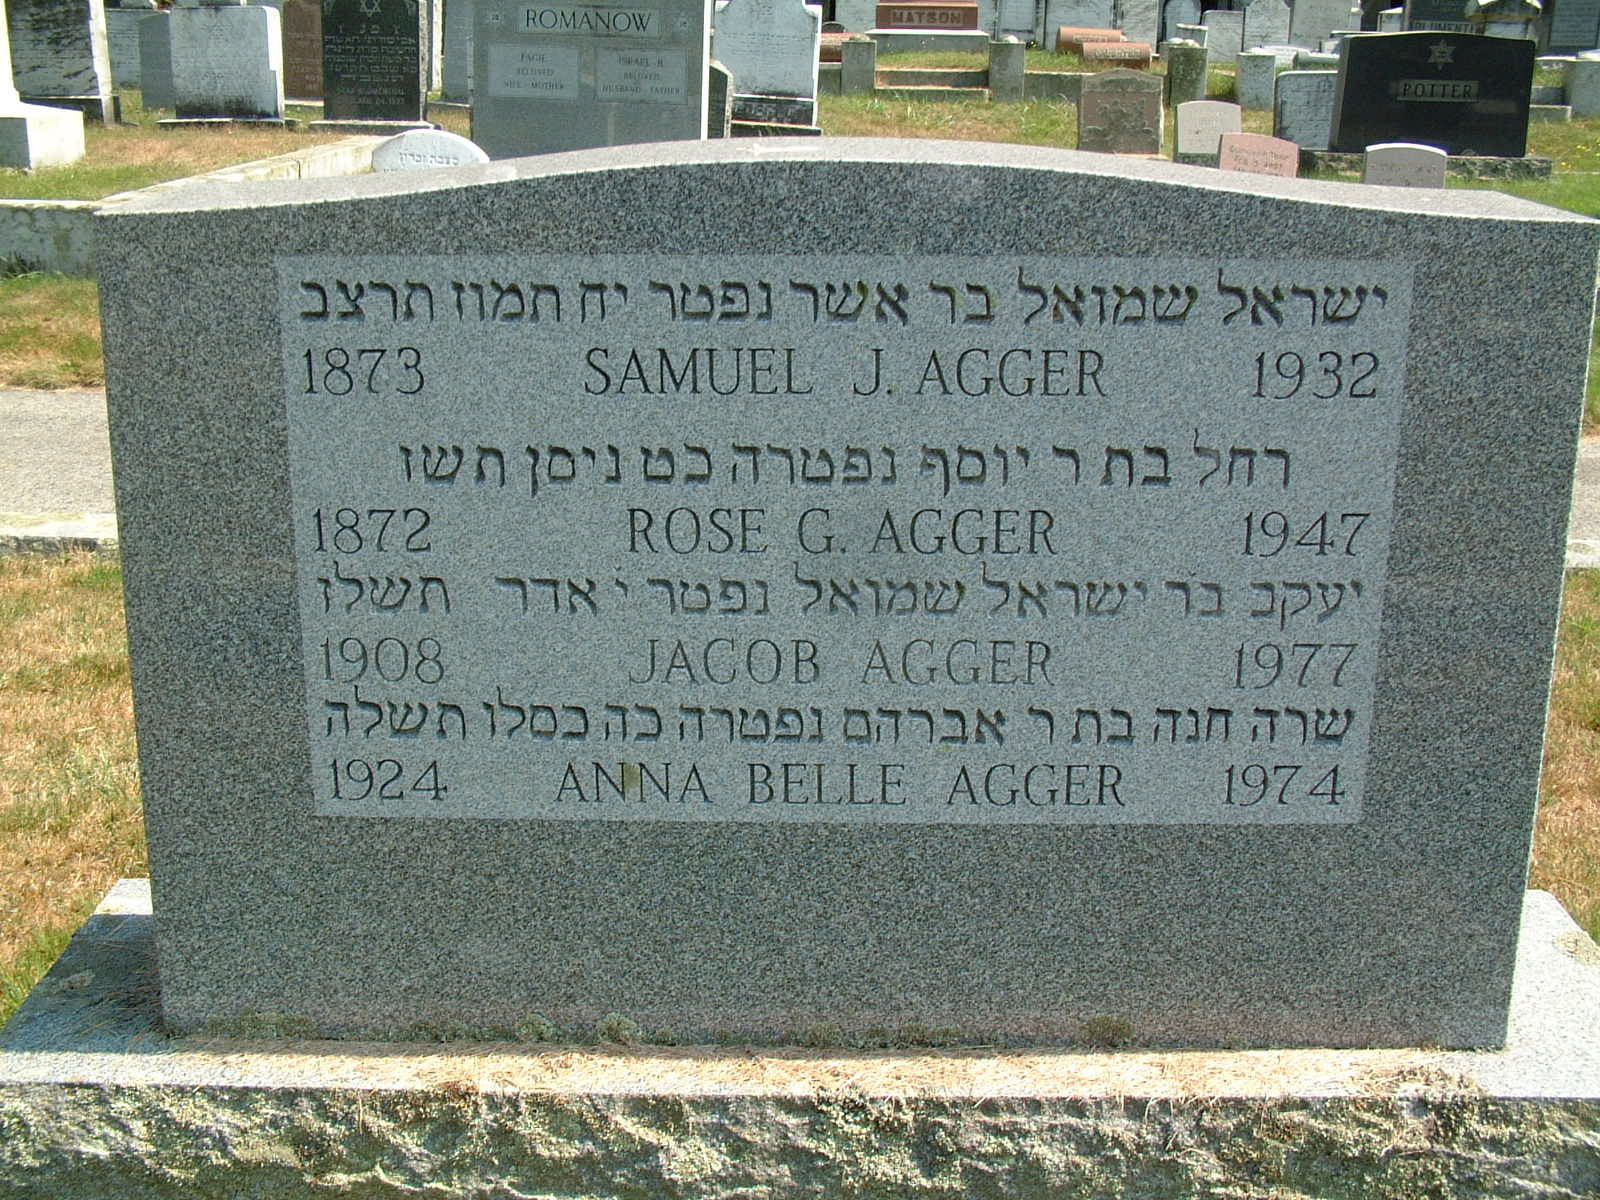 ROMANOW
MATSON
POTTER
ישראל שמואל בר אשר נפטר יח תמוז תרצב
1873 SAMUEL J. AGGER 1932
רחל בת ר יוסף נפטרה כט ניסן תשז
1872 ROSE G. AGGER 1947
יעקב בר ישראל שמואל נפטר י אדר תשלז
1908 JACOB AGGER 1977
שרה חנה בת ר אברהם נפטרה כה כסלו תשלה
1924 ANNA BELLE AGGER 1974